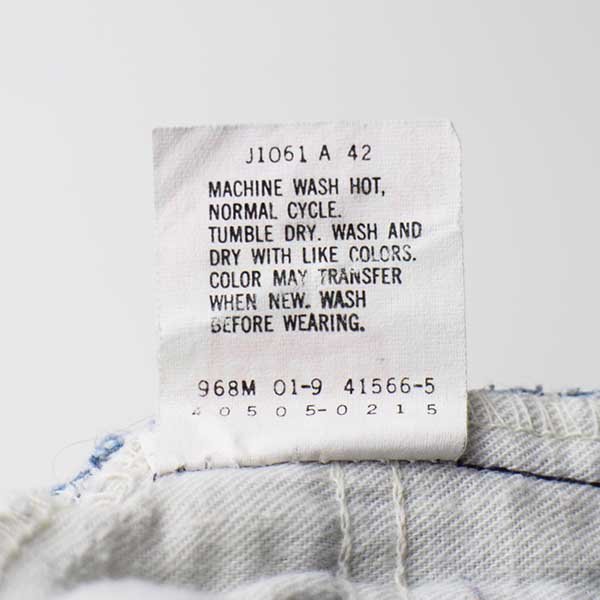 J1061 A 42
MACHINE WASH HOT,
NORMAL CYCLE.
TUMBLE DRY. WASH AND
DRY WITH LIKE COLORS.
COLOR MAY TRANSFER
WHEN NEW. WASH
BEFORE WEARING.
968M 01-9 41566-5
40505-0215